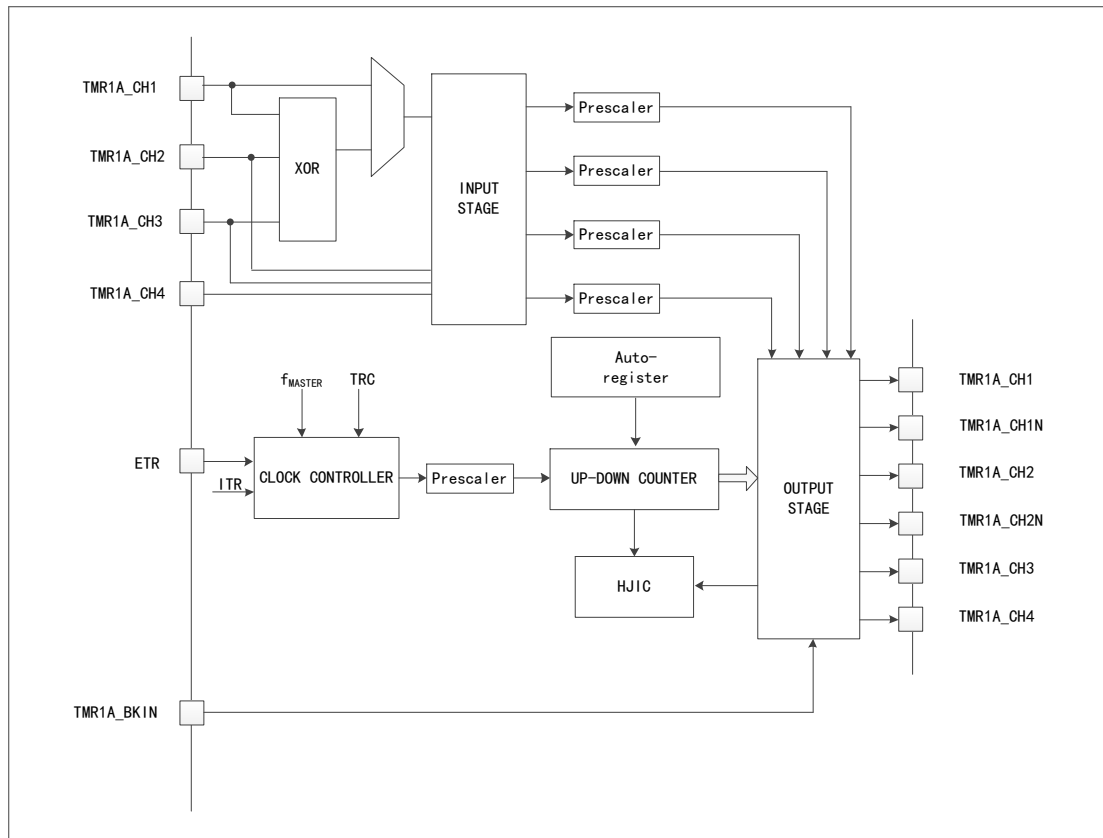 TMR1A_CH1
TMR1A_CH2
TMR1A_CH3
TMR1A_CH4
XOR
INPUT
STAGE
Prescaler
Prescaler
Prescaler
Prescaler
Auto-
register
fMASTER
TRC
ETR
ITR
CLOCK CONTROLLER
Prescaler
UP-DOWN COUNTER
HJIC
OUTPUT
STAGE
TMR1A_CH1
TMR1A_CH1N
TMR1A_CH2
TMR1A_CH2N
TMR1A_CH3
TMR1A_CH4
TMR1A_BKIN